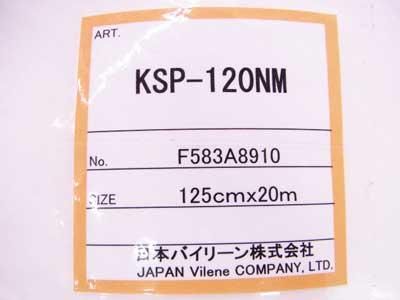 ART.
KSP-120NM
No. F583A8910
SIZE 125cmx20m
日本バイリーン株式会社
JAPAN Vilene COMPANY, LTD.